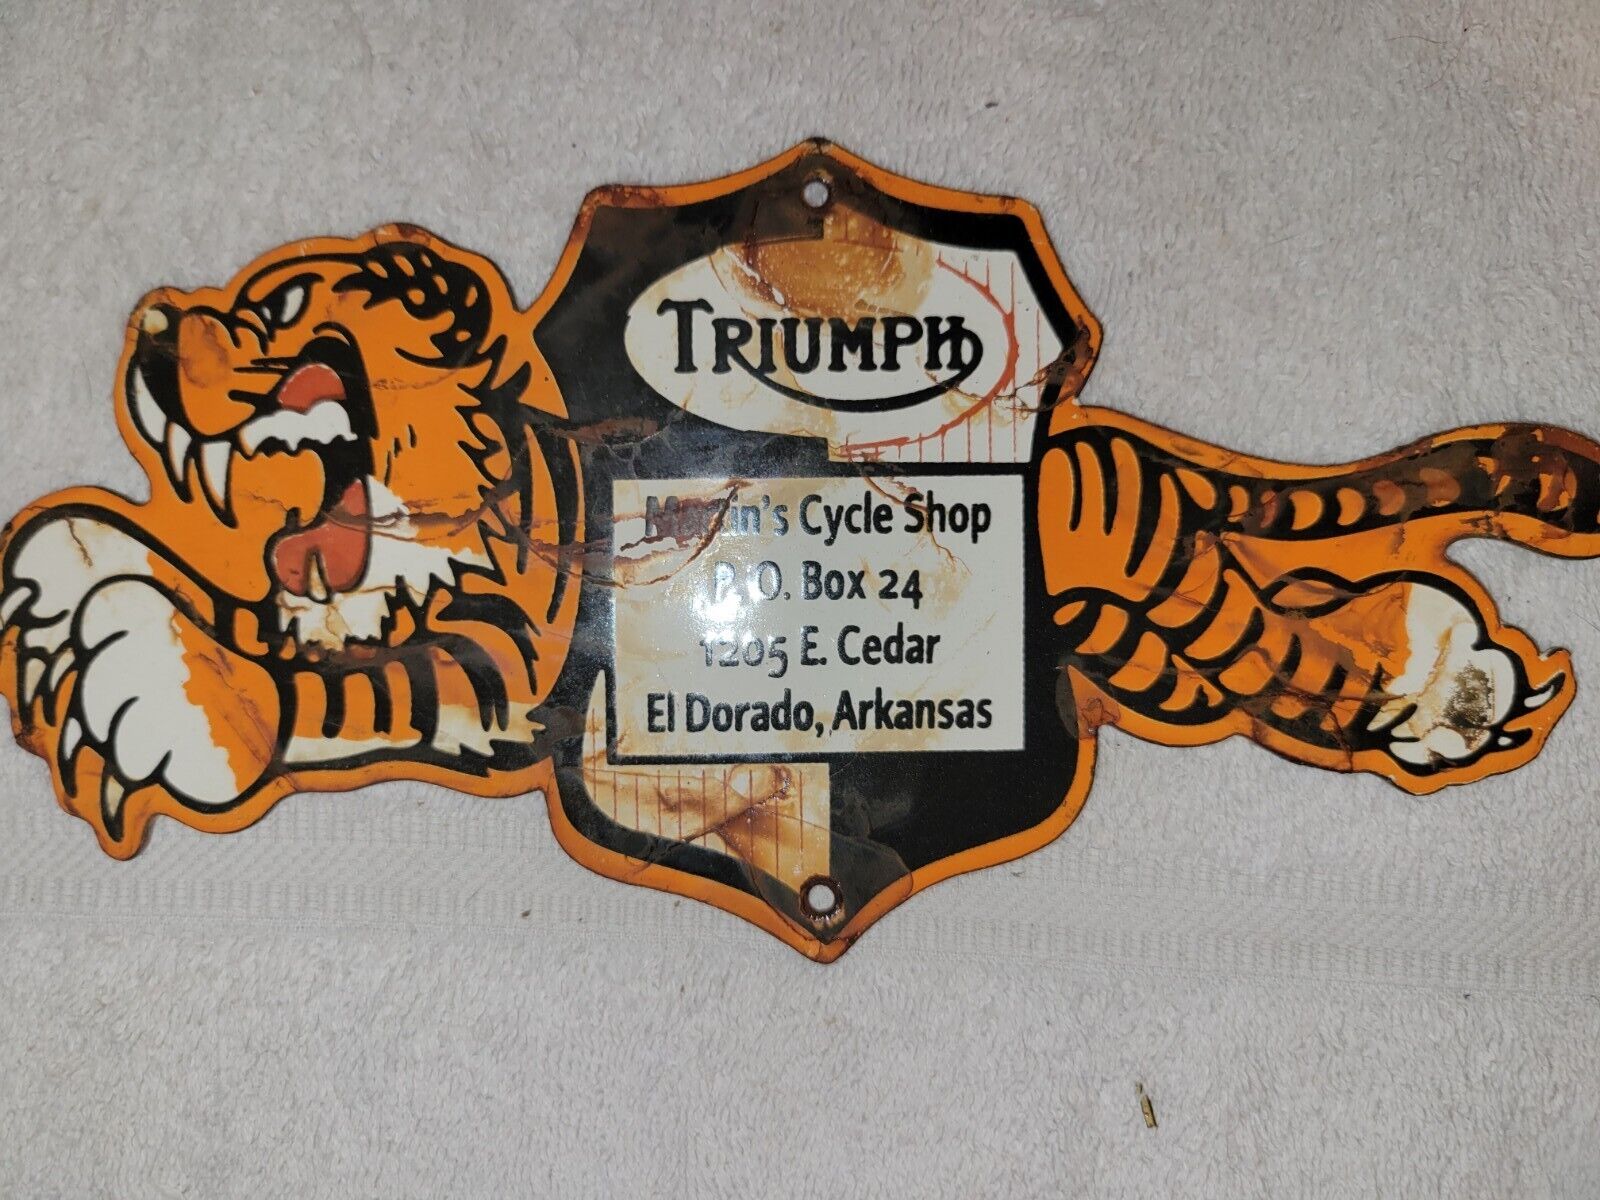 Cycle Shop
P.O. Box 24
1205 E. Cedar
El Dorado, Arkansas
TRIUMPH